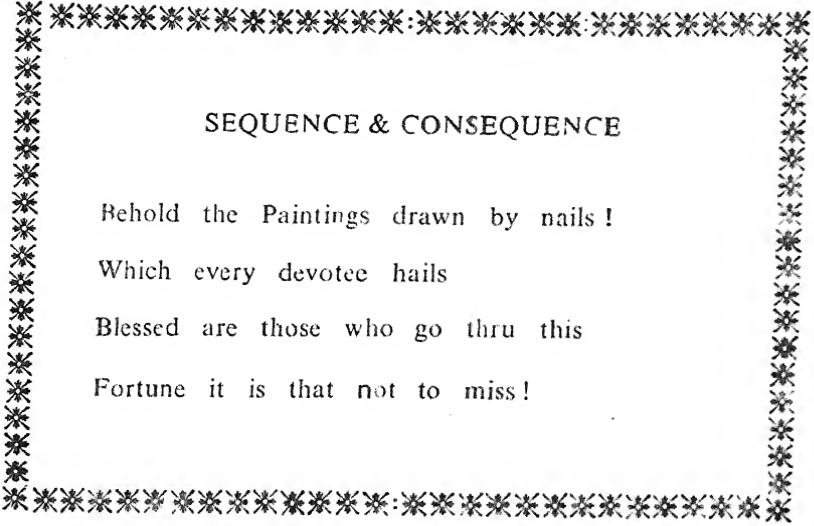 SEQUENCE & CONSEQUENCE
Behold the Paintings drawn by nails !
Which every devotee hails
Blessed are those who go thru this
Fortune it is that not to miss !